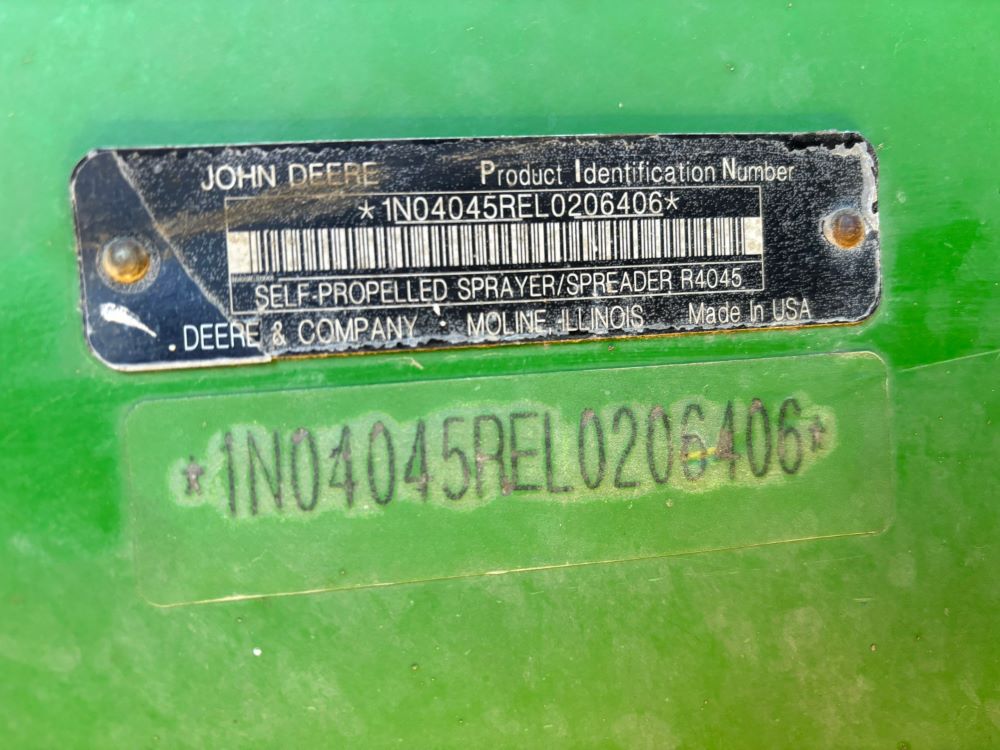 JOHN DEERE Product Identification Number
*1N04045REL0206406*
SELF-PROPELLED SPRAYER/SPREADER R4045
DEERE & COMPANY · MOLINE, ILLINOIS Made In USA
*1N04045REL0206406*